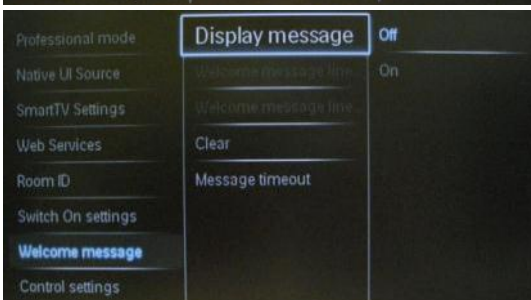 Professional mode
Native UI Source
SmartTV Settings
Web Services
Room ID
Switch On settings
Welcome message
Control settings
Display message
Welcome message line
Welcome message line
Clear
Message timeout
Off
On